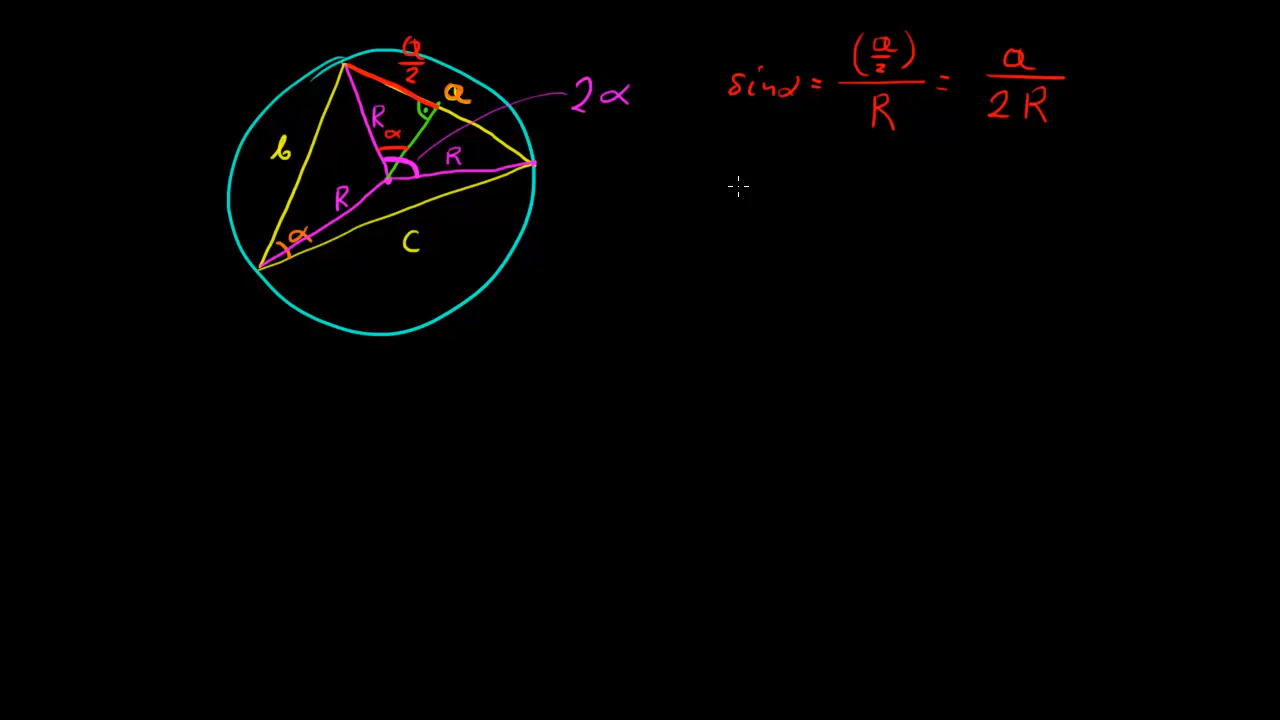 a/2
a
2α
R
α
b
R
R
α
C
sinα = (a/2)/R = a/2R